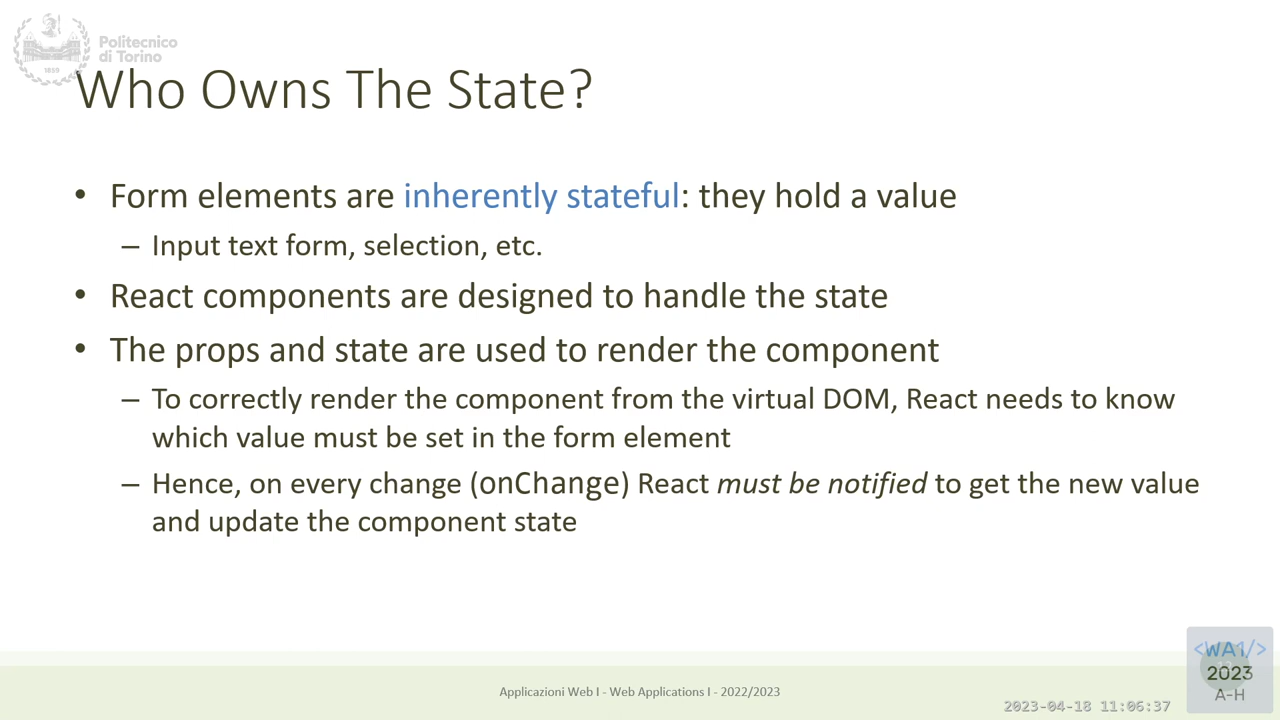 Politecnico
di Torino
1859
Who Owns The State?
• Form elements are inherently stateful: they hold a value
– Input text form, selection, etc.
• React components are designed to handle the state
• The props and state are used to render the component
– To correctly render the component from the virtual DOM, React needs to know
which value must be set in the form element
– Hence, on every change (onChange) React must be notified to get the new value
and update the component state
Applicazioni Web I - Web Applications I - 2022/2023
2023-04-18 11:06:37
<WA1/>
2023
A-H